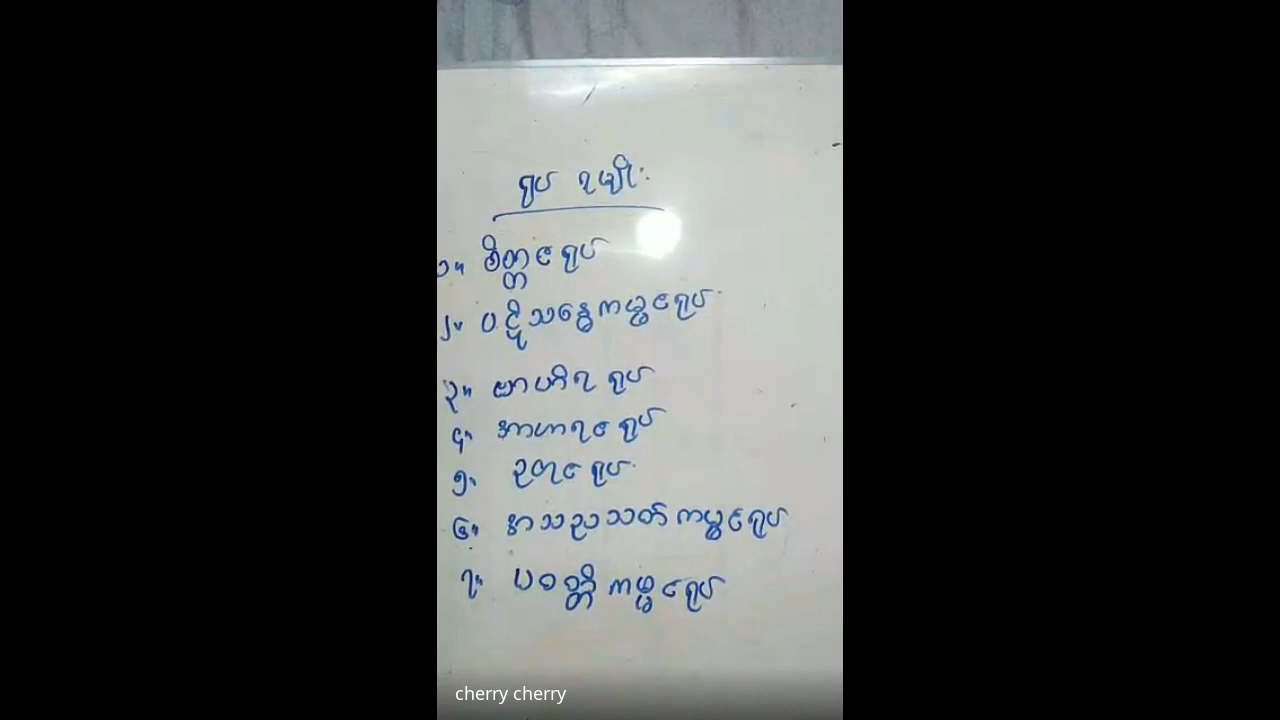 ရုပ် ၇မျိုး
၁။ စိတ္တဇရုပ်
၂။ ပဋိသန္ဓေကမ္မဇရုပ်
၃။ ဗာဟိရ ရုပ်
၄။ အာဟာရဇ ရုပ်
၅။ ဥတုဇ ရုပ်
၆။ အသညသတ် ကမ္မဇရုပ်
၇။ ပဝတ္တိ ကမ္မဇရုပ်
cherry cherry